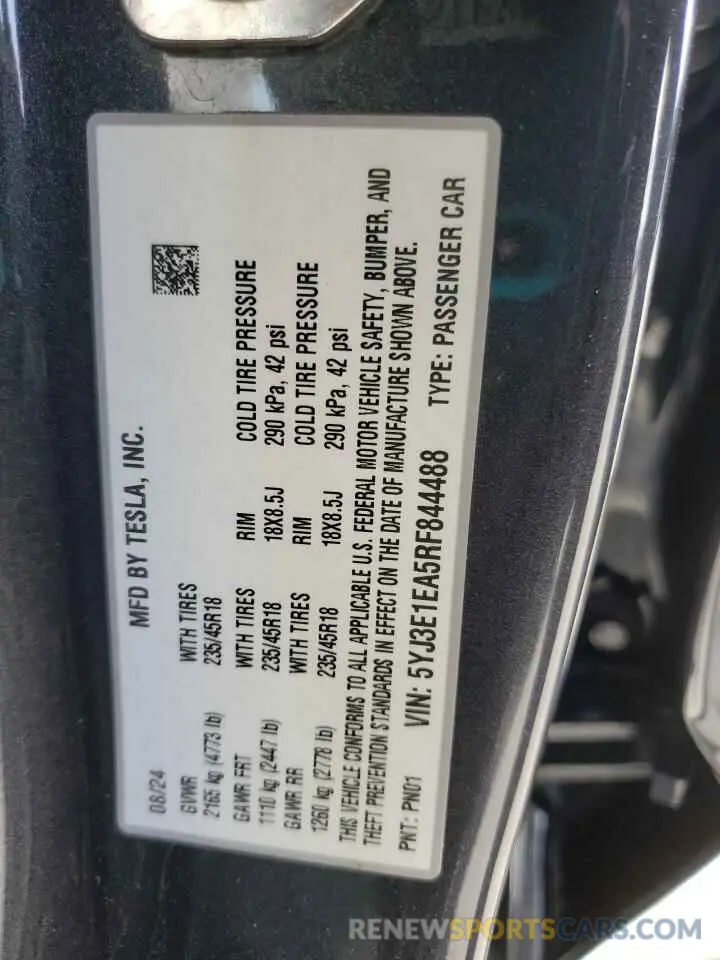 MFD BY TESLA, INC.
08/24
GVWR WITH TIRES
2165 kg (4773 lb) 235/45R18
GAWR FRT WITH TIRES RIM COLD TIRE PRESSURE
1110 kg (2447 lb) 235/45R18 18X8.5J 290 kPa, 42 psi
GAWR RR WITH TIRES RIM COLD TIRE PRESSURE
1260 kg (2778 lb) 235/45R18 18X8.5J 290 kPa, 42 psi
THIS VEHICLE CONFORMS TO ALL APPLICABLE U.S. FEDERAL MOTOR VEHICLE SAFETY, BUMPER, AND
THEFT PREVENTION STANDARDS IN EFFECT ON THE DATE OF MANUFACTURE SHOWN ABOVE.
PNT: PN01 VIN: 5YJ3E1EA5RF844488 TYPE: PASSENGER CAR
RENEWSPORTSCARS.COM